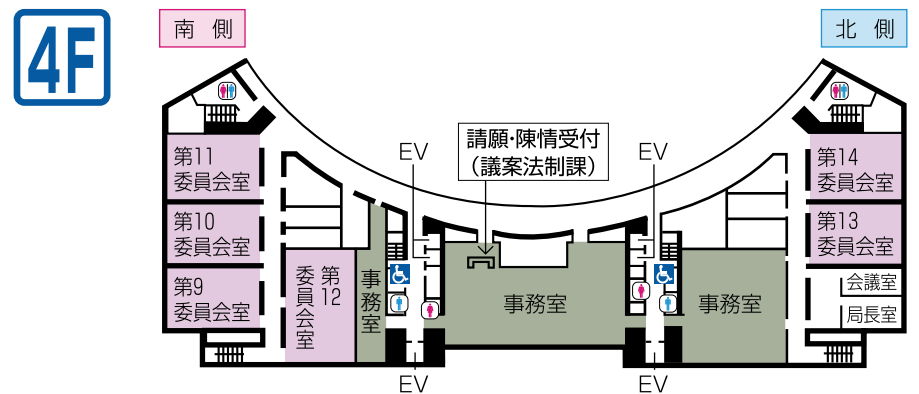 4F
南側
北側
請願・陳情受付
（議案法制課）
EV
EV
第11
委員会室
第10
委員会室
第9
委員会室
第12
委員会室
事務室
事務室
事務室
第14
委員会室
第13
委員会室
会議室
局長室
EV
EV